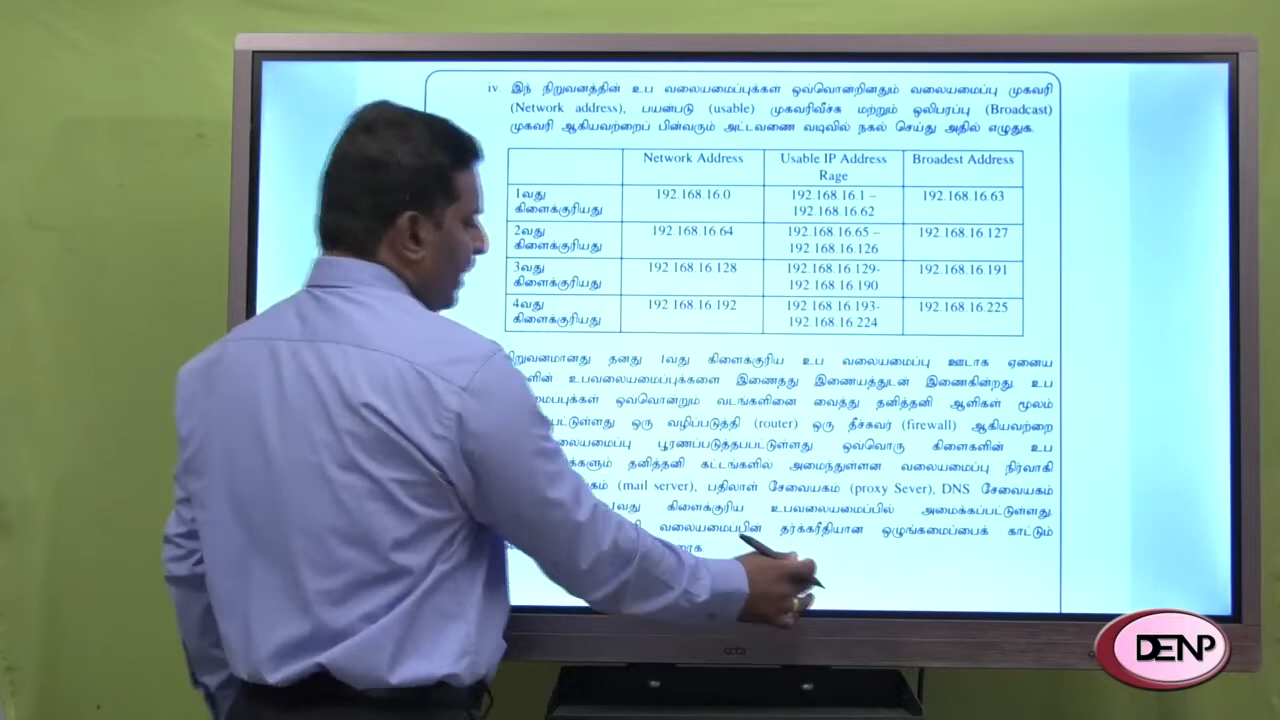 iv. இந் நிறுவனத்தின் உப வலையமைப்புக்கள ஒவ்வொன்றினதும் வலையமைப்பு முகவரி
(Network address), பயன்படு (usable) முகவரிவீச்சு மற்றும் ஒலிபரப்பு (Broadcast)
முகவரி ஆகியவற்றைப் பின்வரும் அட்டவணை வடிவில் நகல் செய்து அதில் எழுதுக.
Network Address Usable IP Address Broadest Address
Rage
1வது 192.168.16.0 192.168.16.1 – 192.168.16.63
கிளைக்குரியது 192.168.16.62
2வது 192 168.16 64 192.168.16.65 – 192.168.16 127
கிளைக்குரியது 192 168.16.126
3வது 192 168.16 128 192 168 16 129- 192.168.16 191
கிளைக்குரியது 192 168.16.190
4வது 192 168 16 192 192 168 16 193- 192 168.16.225
கிளைக்குரியது 192 168 16 224
றுவனமானது தனது 1வது கிளைக்குரிய உப வலையமைப்பு ஊடாக ஏனைய
ளின் உபவலையமைப்புக்களை இணைத்து இணையத்துடன் இணைகின்றது. உப
ஒவ்வொன்றும் வடங்களினை வைத்து தனித்தனி ஆளிகள் மூலம்
பட்டுள்ளது ஒரு வழிப்படுத்தி (router) ஒரு தீச்சுவர் (firewall) ஆகியவற்றை
லையமைப்பு பூரணப்படுத்தப்பட்டுள்ளது ஒவ்வொரு கிளைகளின் உப
க்களும் தனித்தனி கட்டங்களில அமைந்துள்ளன வலையமைப்பு நிர்வாகி
கம் (mail server), பதிலாள் சேவையகம் (proxy Sever), DNS சேவையகம்
1வது கிளைக்குரிய உபவலையமைப்பில் அமைக்கப்பட்டுள்ளது.
வலையமைப்பின் தர்க்கரீதியான ஒழுங்கமைப்பைக் காட்டும்
ரைக.
DENP